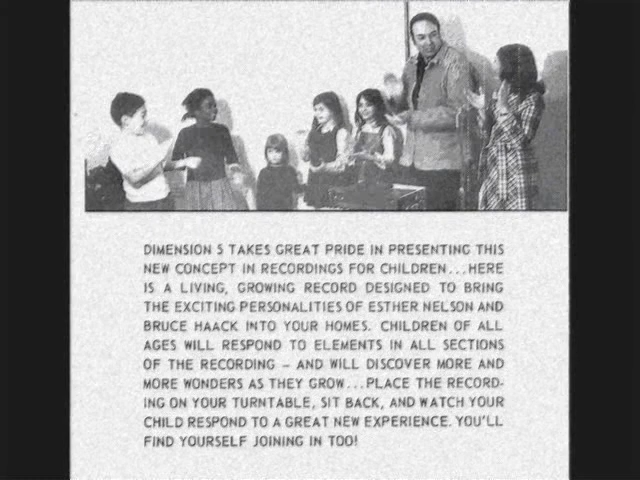 DIMENSION 5 TAKES GREAT PRIDE IN PRESENTING THIS
NEW CONCEPT IN RECORDINGS FOR CHILDREN...HERE
IS A LIVING, GROWING RECORD DESIGNED TO BRING
THE EXCITING PERSONALITIES OF ESTHER NELSON AND
BRUCE HAACK INTO YOUR HOMES. CHILDREN OF ALL
AGES WILL RESPOND TO ELEMENTS IN ALL SECTIONS
OF THE RECORDING – AND WILL DISCOVER MORE AND
MORE WONDERS AS THEY GROW...PLACE THE RECORD-
ING ON YOUR TURNTABLE, SIT BACK, AND WATCH YOUR
CHILD RESPOND TO A GREAT NEW EXPERIENCE. YOU'LL
FIND YOURSELF JOINING IN TOO!